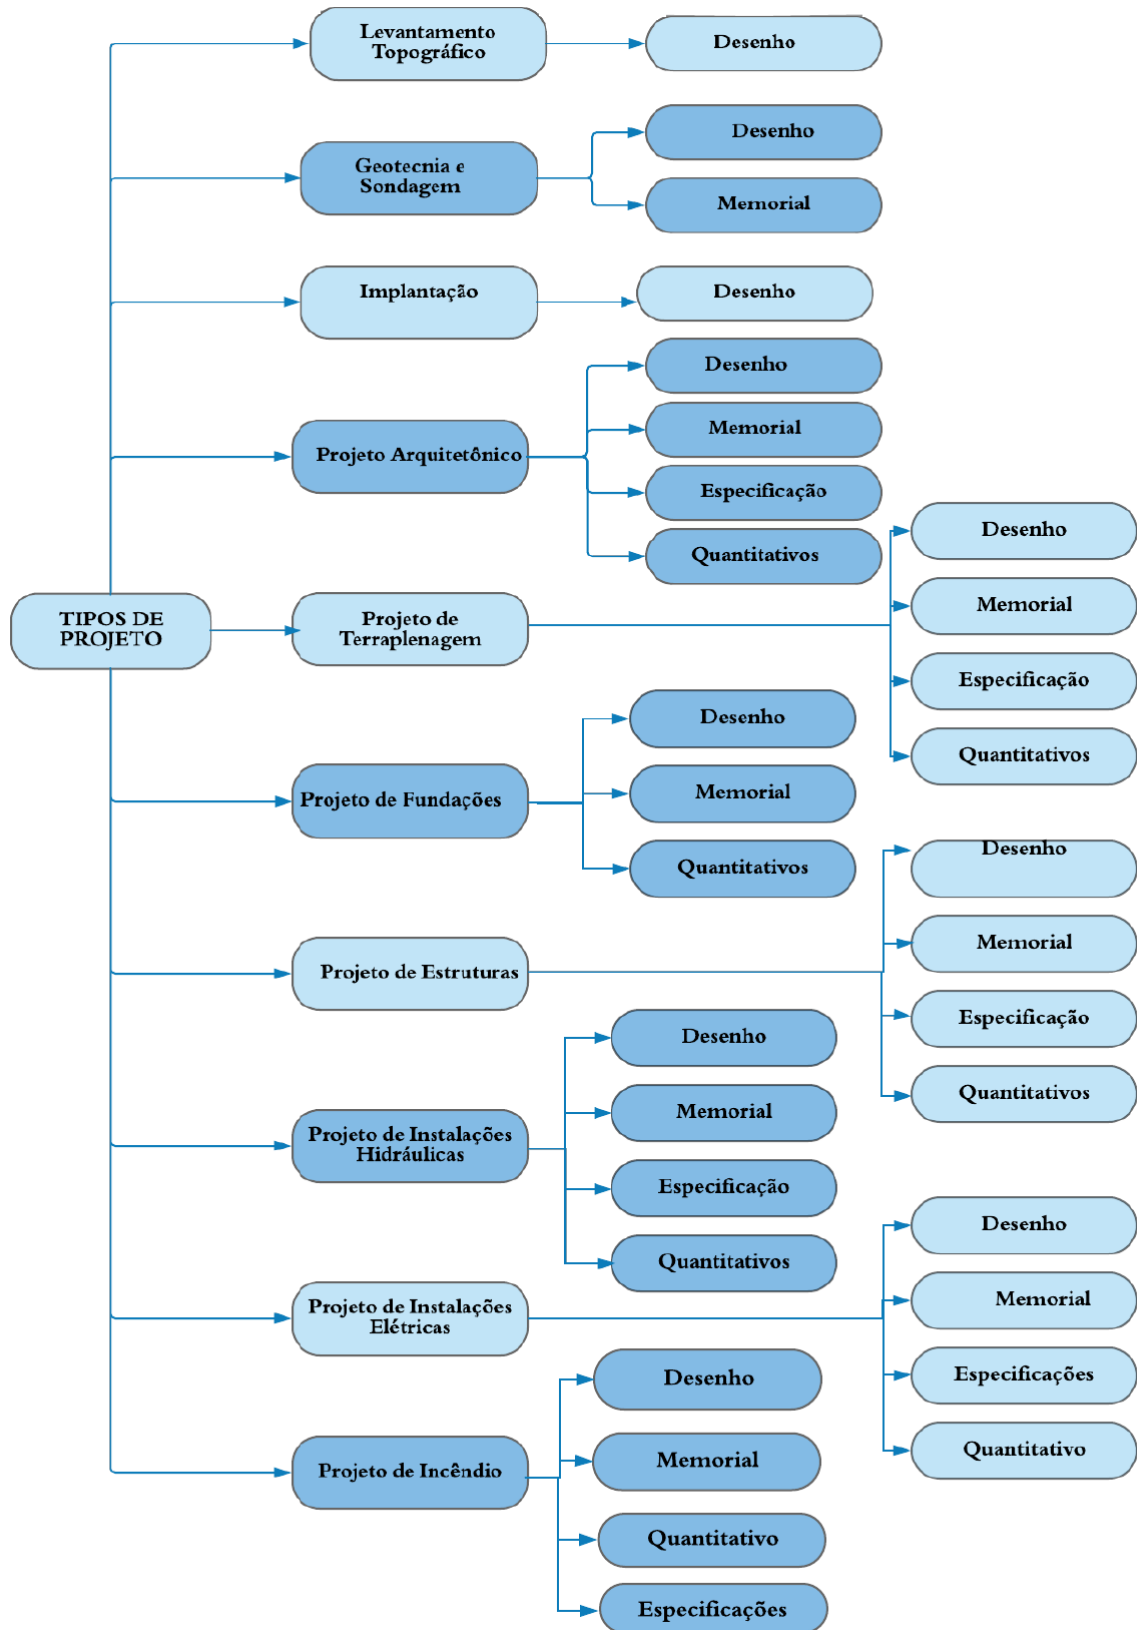 Levantamento
Topográfico
Desenho
Geotecnia e
Sondagem
Desenho
Memorial
Implantação
Desenho
Projeto Arquitetônico
Desenho
Memorial
Especificação
Quantitativos
TIPOS DE
PROJETO
Projeto de
Terraplenagem
Desenho
Memorial
Especificação
Quantitativos
Projeto de Fundações
Desenho
Memorial
Quantitativos
Projeto de Estruturas
Desenho
Memorial
Especificação
Quantitativos
Projeto de Instalações
Hidráulicas
Desenho
Memorial
Especificação
Quantitativos
Projeto de Instalações
Elétricas
Desenho
Memorial
Especificações
Quantitativo
Projeto de Incêndio
Desenho
Memorial
Quantitativo
Especificações